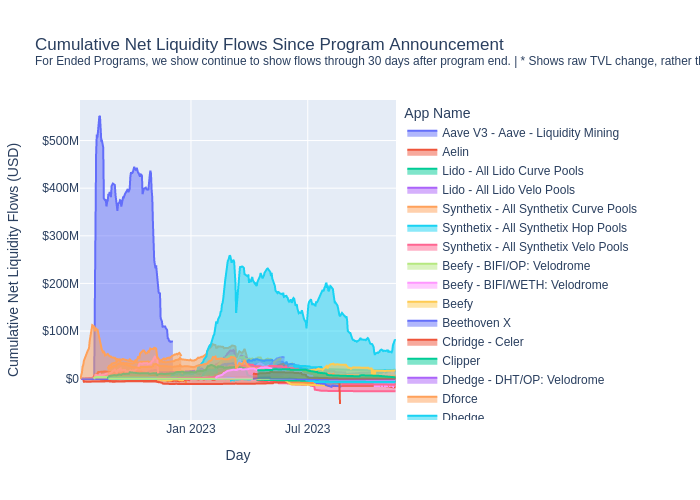 Cumulative Net Liquidity Flows Since Program Announcement
For Ended Programs, we show continue to show flows through 30 days after program end. | * Shows raw TVL change, rather
App Name
Aave V3 - Aave - Liquidity Mining
Aelin
Lido - All Lido Curve Pools
Lido - All Lido Velo Pools
Synthetix - All Synthetix Curve Pools
Synthetix - All Synthetix Hop Pools
Synthetix - All Synthetix Velo Pools
Beefy - BIFI/OP: Velodrome
Beefy - BIFI/WETH: Velodrome
Beefy
Beethoven X
Cbridge - Celer
Clipper
Dhedge - DHT/OP: Velodrome
Dforce
Dhedge
Cumulative Net Liquidity Flows (USD)
$500M
$400M
$300M
$200M
$100M
$0
Jan 2023
Jul 2023
Day